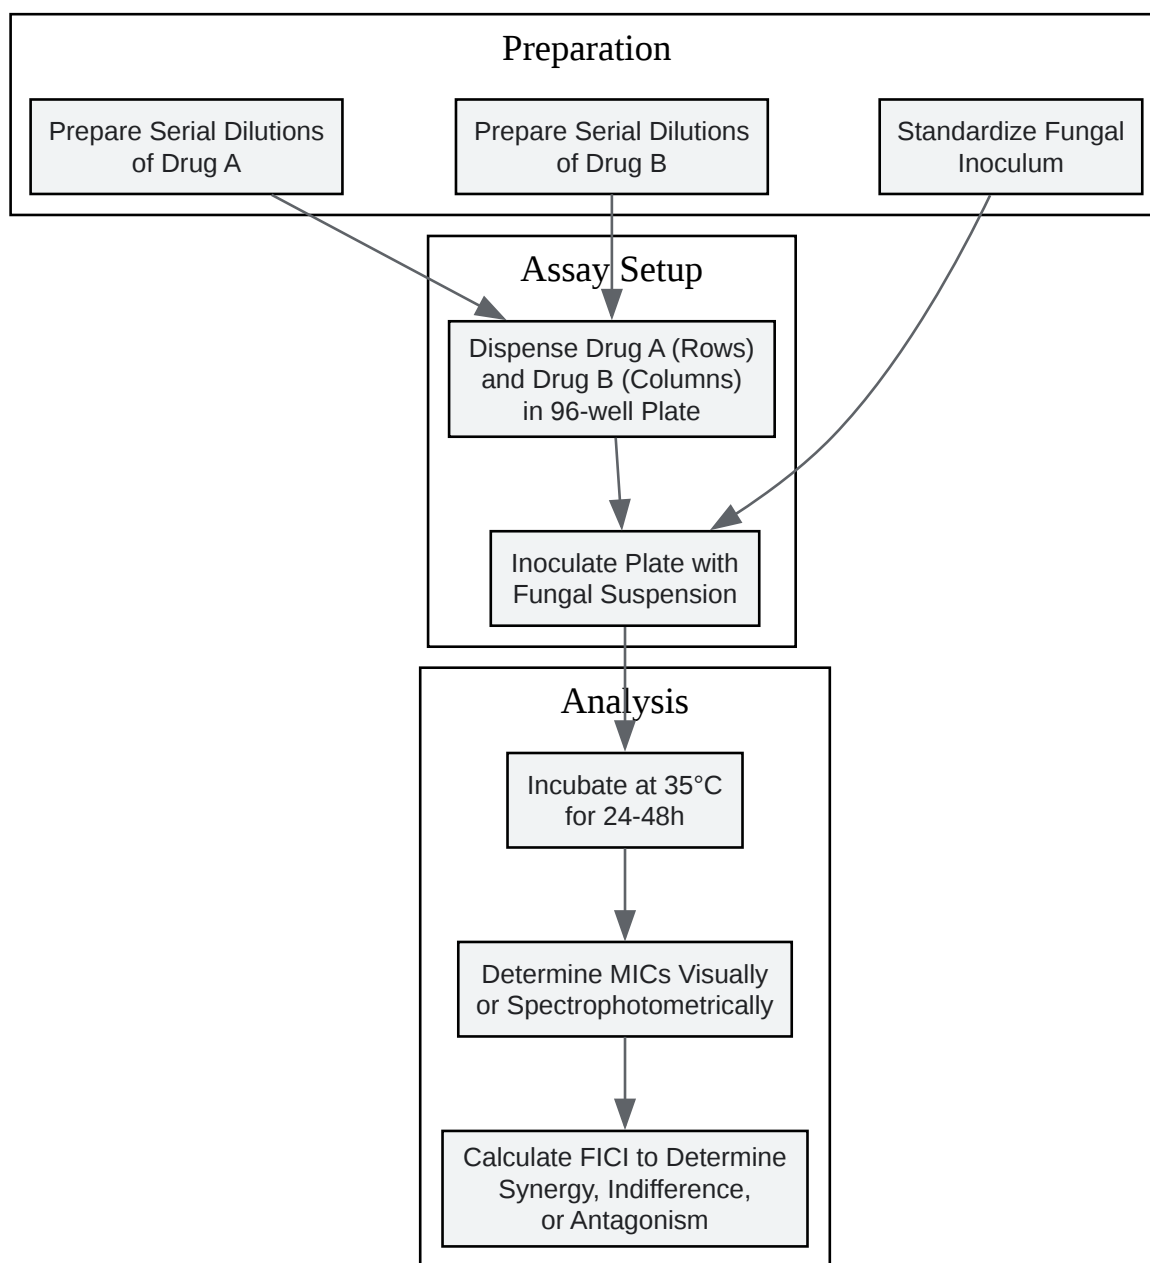 Preparation
Prepare Serial Dilutions
of Drug A
Prepare Serial Dilutions
of Drug B
Standardize Fungal
Inoculum
Assay Setup
Dispense Drug A (Rows)
and Drug B (Columns)
in 96-well Plate
Inoculate Plate with
Fungal Suspension
Analysis
Incubate at 35°C
for 24-48h
Determine MICs Visually
or Spectrophotometrically
Calculate FICI to Determine
Synergy, Indifference,
or Antagonism